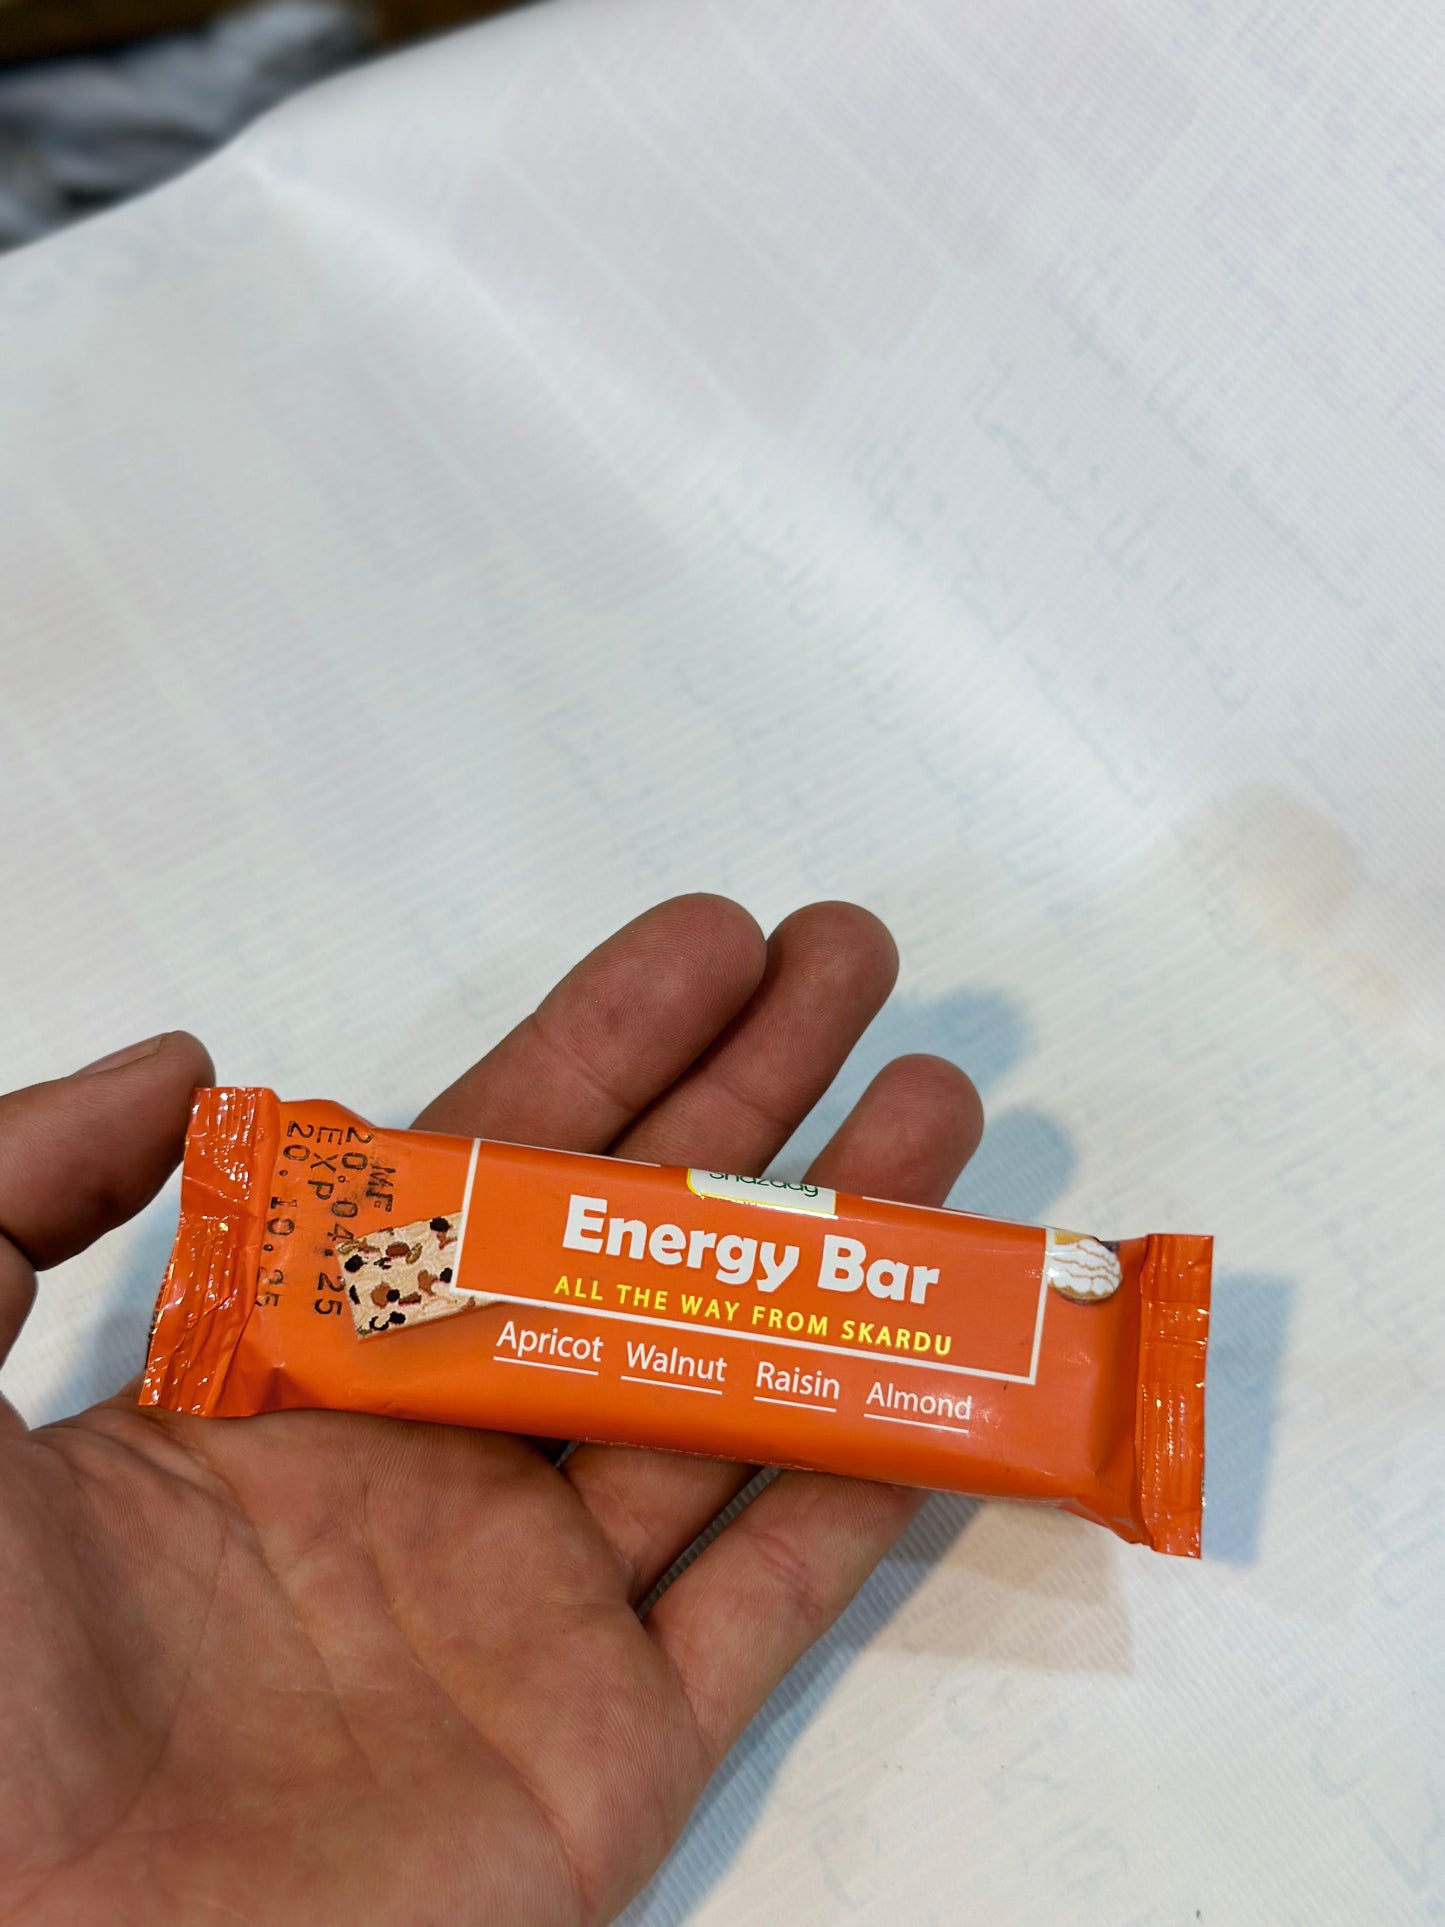 Shazday
Energy Bar
ALL THE WAY FROM SKARDU
Apricot Walnut Raisin Almond
MF
20.04.25
EXP
20.10.25